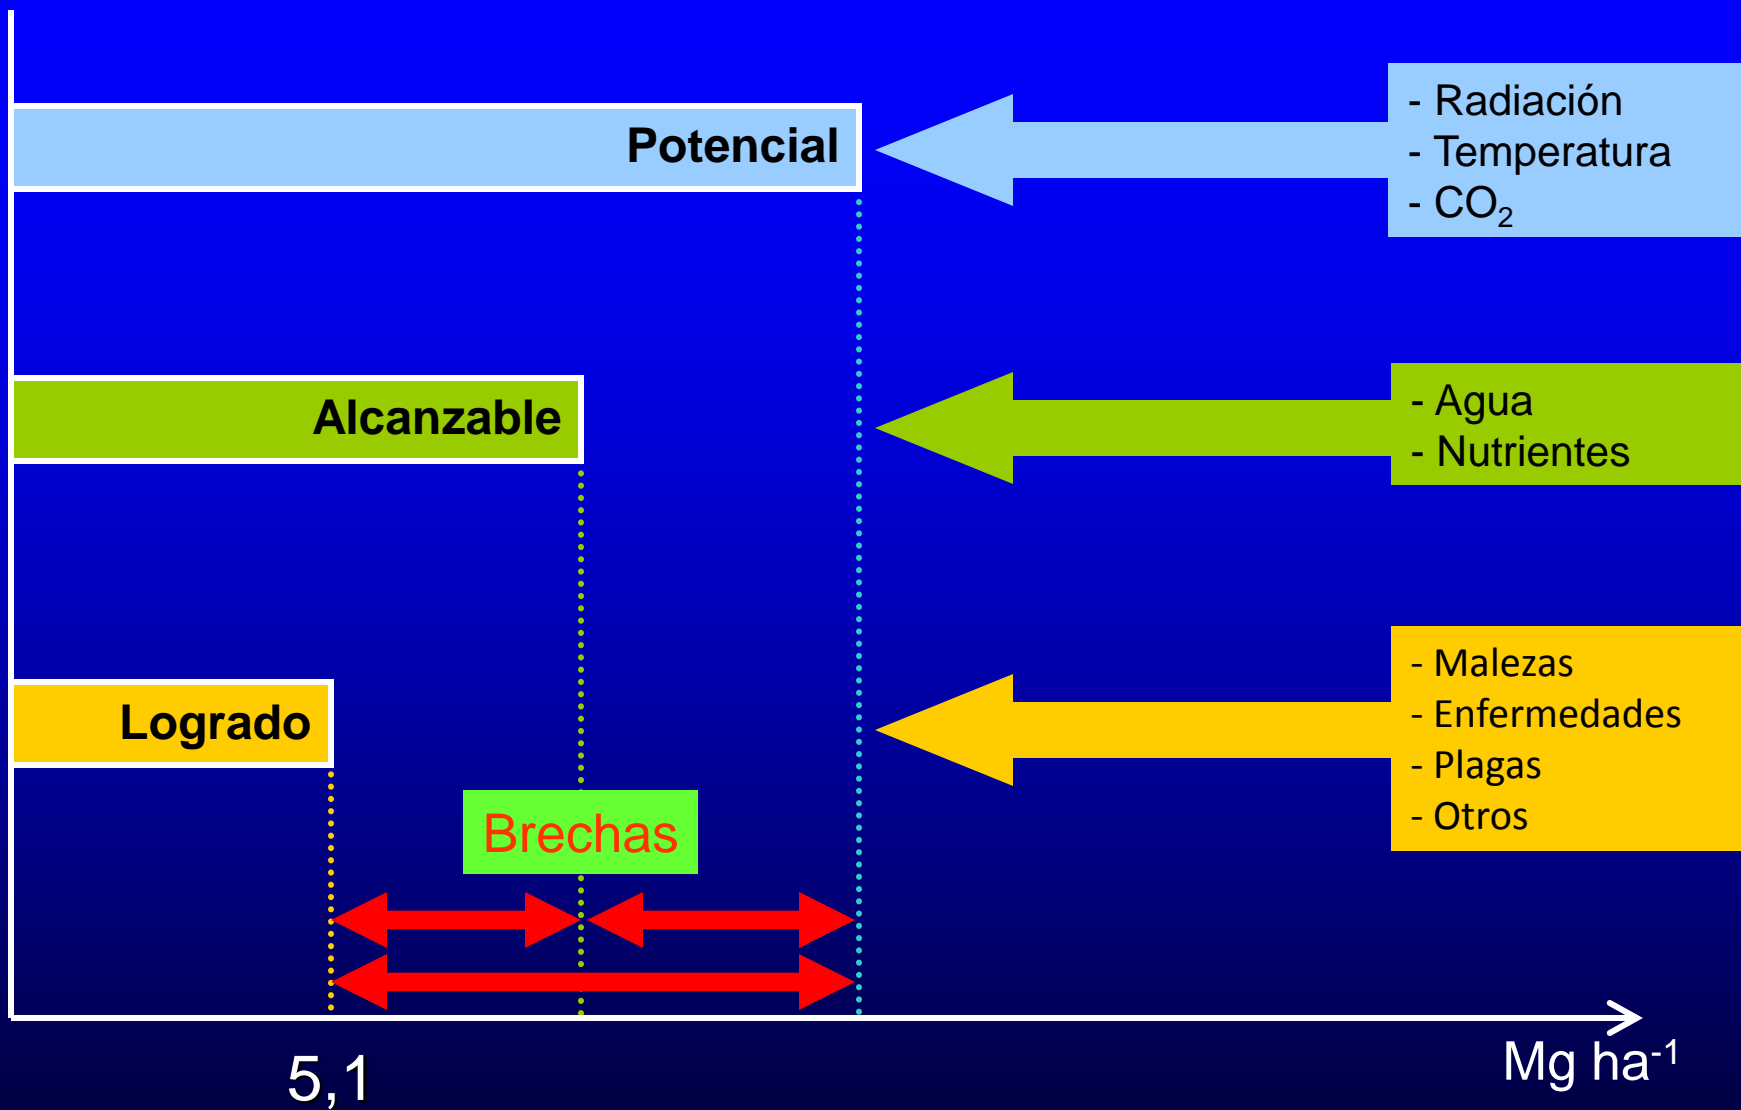 Potencial
- Radiación
- Temperatura
- CO₂
Alcanzable
- Agua
- Nutrientes
Logrado
- Malezas
- Enfermedades
- Plagas
- Otros
Brechas
5,1
Mg ha⁻¹